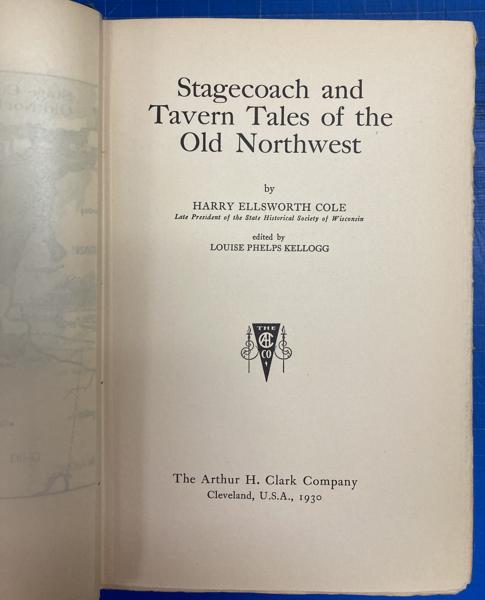 Stagecoach and
Tavern Tales of the
Old Northwest
by
HARRY ELLSWORTH COLE
Late President of the State Historical Society of Wisconsin
edited by
LOUISE PHELPS KELLOGG
THE
AHC
CO
The Arthur H. Clark Company
Cleveland, U.S.A., 1930